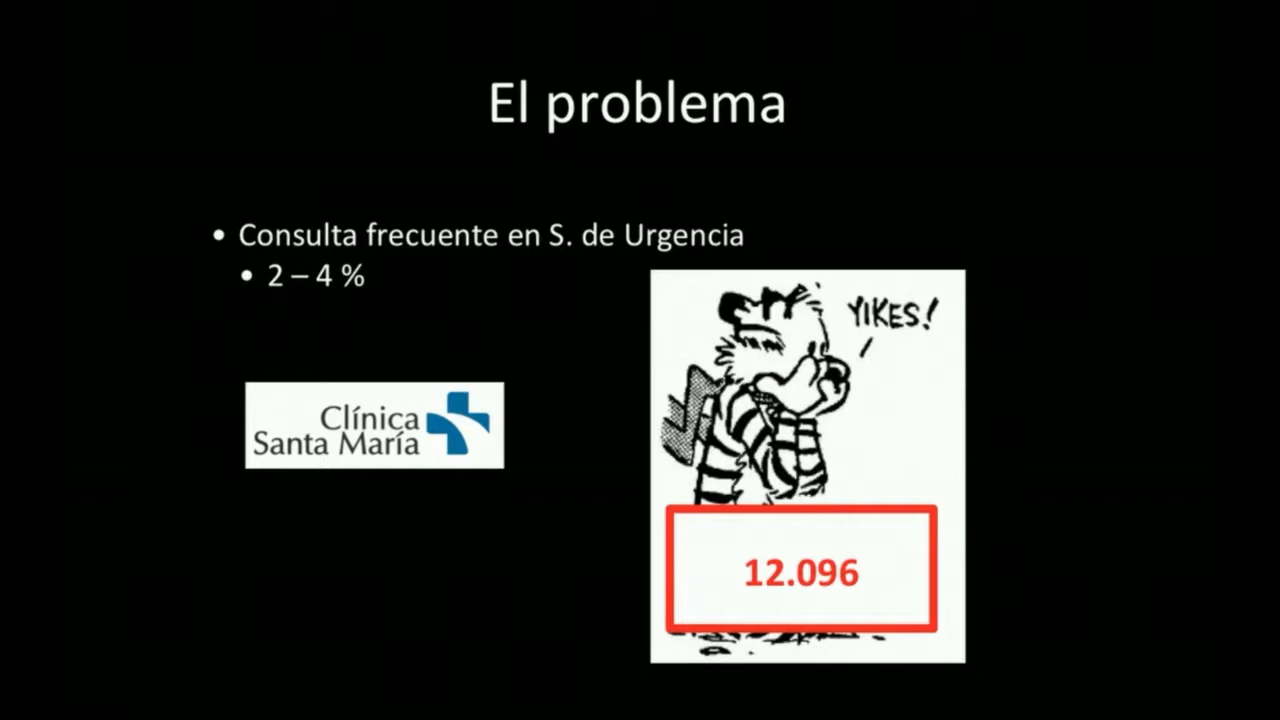 El problema
• Consulta frecuente en S. de Urgencia
• 2 – 4 %
Clínica
Santa María
YIKES!
12.096